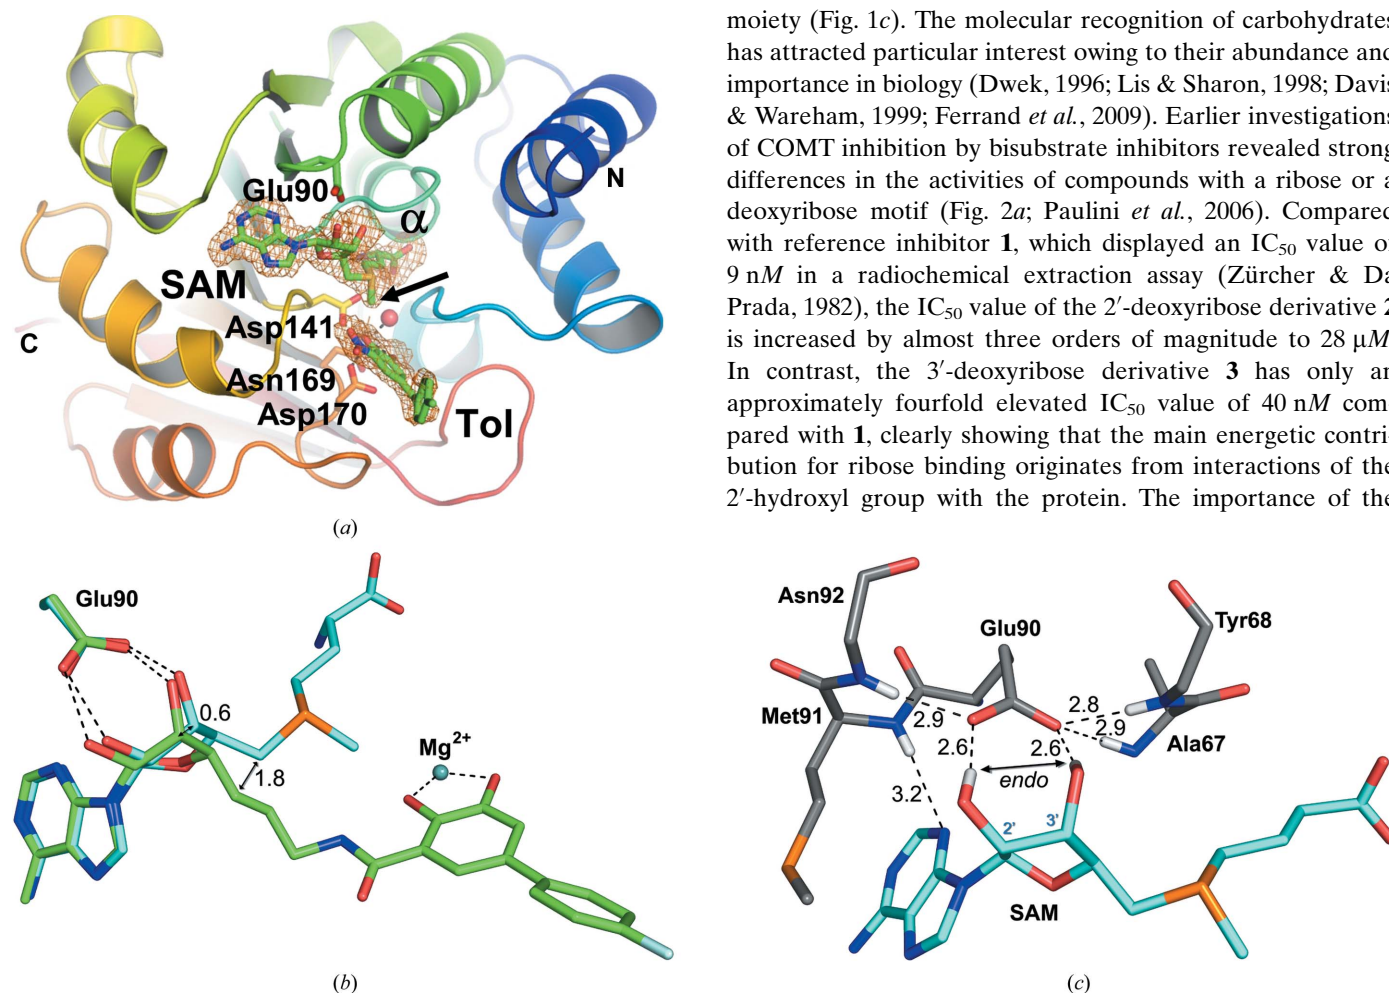 moiety (Fig. 1c). The molecular recognition of carbohydrates
has attracted particular interest owing to their abundance and
importance in biology (Dwek, 1996; Lis & Sharon, 1998; Davis
& Wareham, 1999; Ferrand et al., 2009). Earlier investigations
of COMT inhibition by bisubstrate inhibitors revealed strong
differences in the activities of compounds with a ribose or a
deoxyribose motif (Fig. 2a; Paulini et al., 2006). Compared
with reference inhibitor 1, which displayed an IC50 value of
9 nM in a radiochemical extraction assay (Zürcher & Da
Prada, 1982), the IC50 value of the 2′-deoxyribose derivative 2
is increased by almost three orders of magnitude to 28 μM.
In contrast, the 3′-deoxyribose derivative 3 has only an
approximately fourfold elevated IC50 value of 40 nM com-
pared with 1, clearly showing that the main energetic contri-
bution for ribose binding originates from interactions of the
2′-hydroxyl group with the protein. The importance of the
N
Glu90
α
SAM
Asp141
C
Asn169
Asp170
Tol
(a)
Glu90
0.6
1.8
Mg2+
(b)
Asn92
Glu90
Tyr68
Met91
2.9
2.8
2.9
Ala67
2.6
2.6
endo
3.2
2'
3'
SAM
(c)